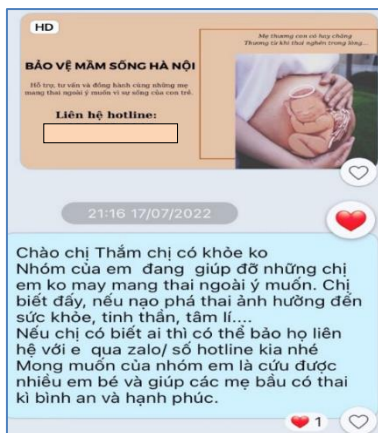 HD
Mẹ thương con có hay chăng
Thương từ khi thai nghén trong lòng...
BẢO VỆ MẦM SỐNG HÀ NỘI
Hỗ trợ, tư vấn và đồng hành cùng những mẹ
mang thai ngoài ý muốn vì sự sống của con trẻ.
Liên hệ hotline:
21:16 17/07/2022
Chào chị Thắm chị có khỏe ko
Nhóm của em đang giúp đỡ những chị
em ko may mang thai ngoài ý muốn. Chị
biết đấy, nếu nạo phá thai ảnh hưởng đến
sức khỏe, tinh thần, tâm lí....
Nếu chị có biết ai thì có thể bảo họ liên
hệ với e qua zalo/ số hotline kia nhé
Mong muốn của nhóm em là cứu được
nhiều em bé và giúp các mẹ bầu có thai
kì bình an và hạnh phúc.
1